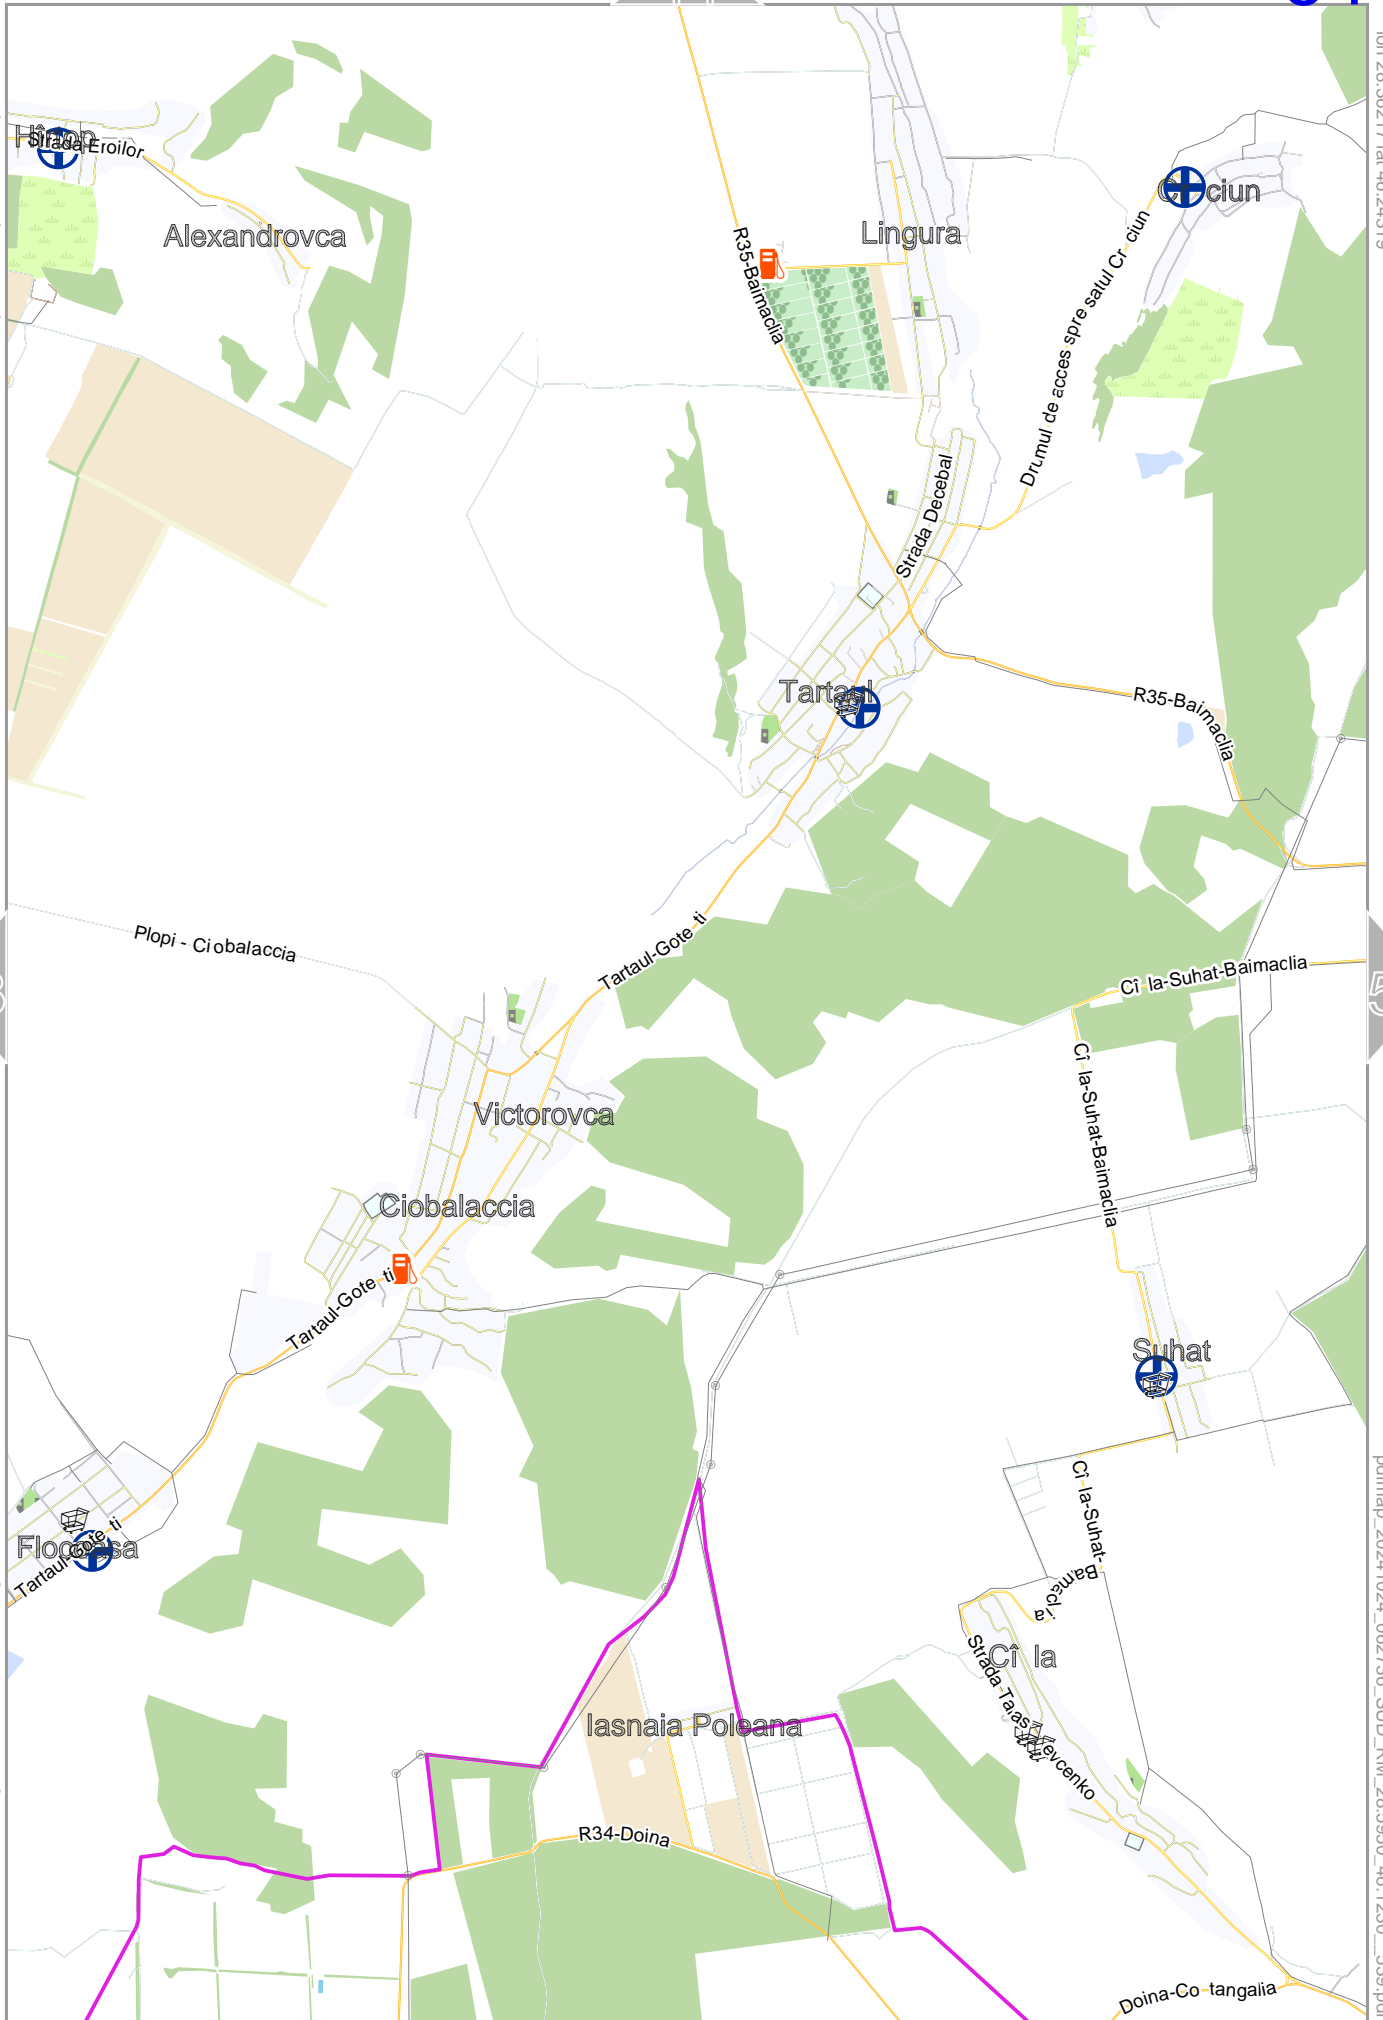 Strada Eroilor
Alexandrovca
Lingura
ciun
R35-Baimaclia
Drumul de acces spre satul Cr ciun
Strada Decebal
Tartaul
R35-Baimaclia
Plopi - Ciobalaccia
Tartaul-Gote ti
Cî la-Suhat-Baimaclia
Cî la-Suhat-Baimaclia
Victorovca
Ciobalaccia
Tartaul-Gote ti
Suhat
Cî la-Suhat-
Tartaul-Gote ti
Cî la
Iasnaia Poleana
R34-Doina
Doina-Co tangalia